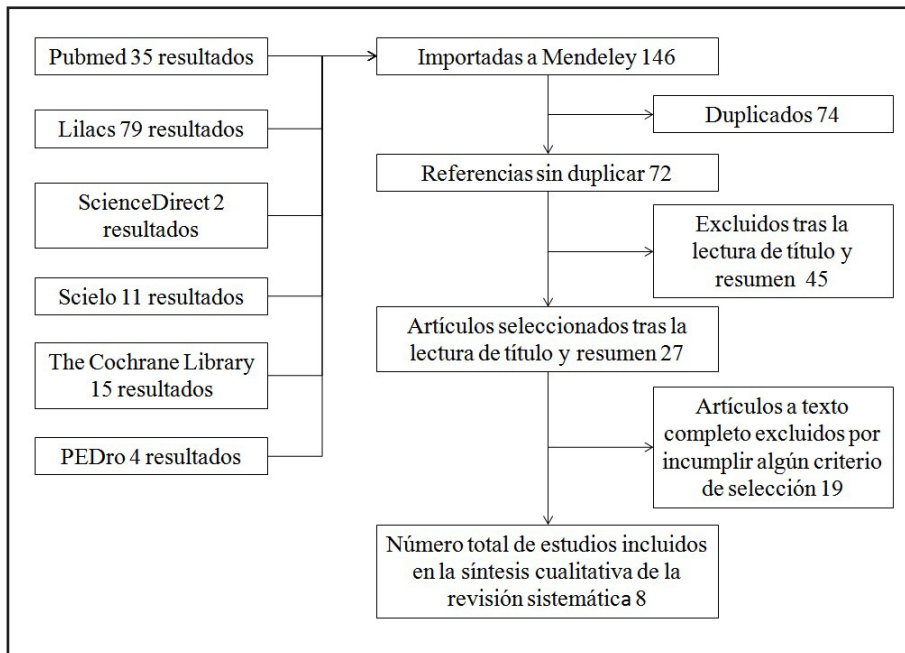 Pubmed 35 resultados
Lilacs 79 resultados
ScienceDirect 2
resultados
Scielo 11 resultados
The Cochrane Library
15 resultados
PEDro 4 resultados
Importadas a Mendeley 146
Duplicados 74
Referencias sin duplicar 72
Excluidos tras la
lectura de título y
resumen 45
Artículos seleccionados tras la
lectura de título y resumen 27
Artículos a texto
completo excluidos por
incumplir algún criterio
de selección 19
Número total de estudios incluidos
en la síntesis cualitativa de la
revisión sistemática 8